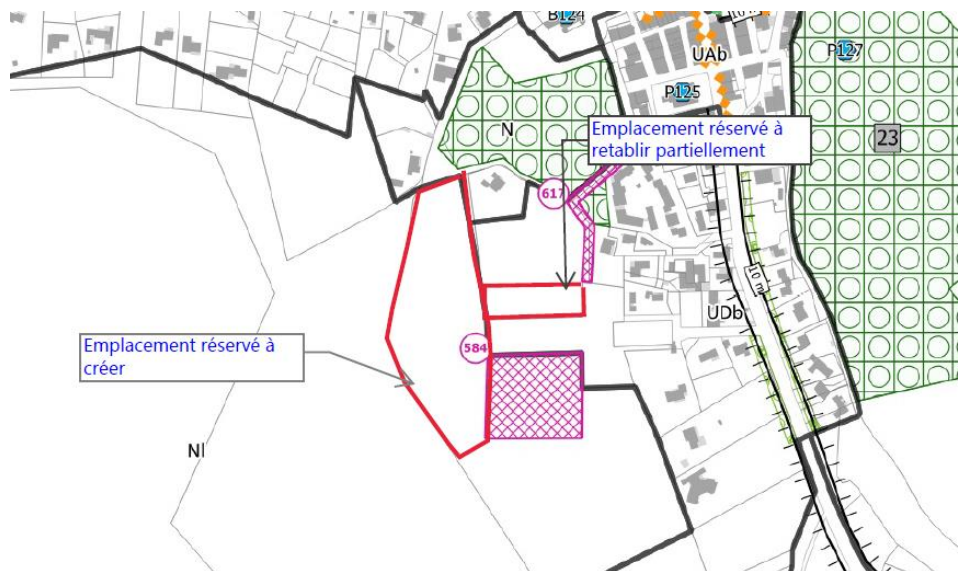 B124
UAb
P127
P125
23
N
Emplacement réservé à
retablir partiellement
617
10 m
UDb
Emplacement réservé à
créer
584
Nl